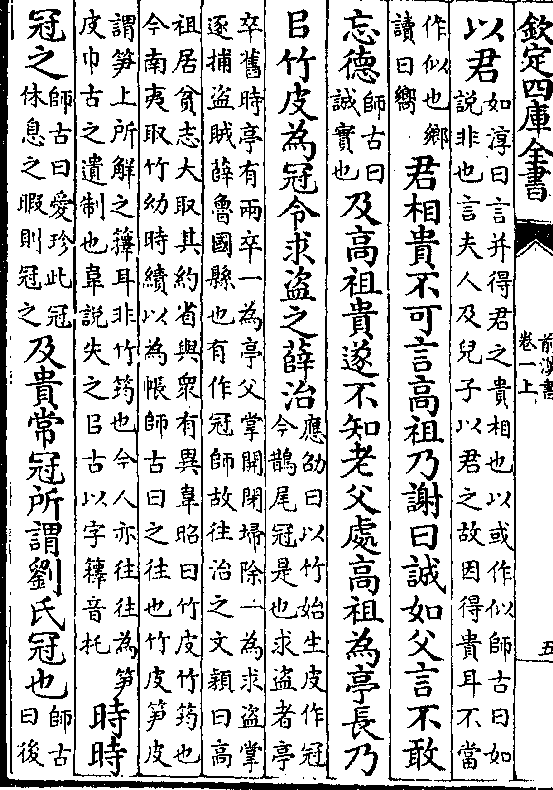 欽定四庫全書
前漢書
卷一上
五
以君
如淳曰言并得君之貴相也以或作似師古曰如
說非也言夫人及兒子以君之故因得貴耳不當
作似也鄉
讀曰嚮
君相貴不可言高祖乃謝曰誠如父言不敢
忘德
師古曰
誠實也
及高祖貴遂不知老父處高祖為亭長乃
㠯竹皮為冠令求盜之薛治
應劭曰以竹始生皮作冠
今鵲尾冠是也求盜者亭
卒舊時亭有兩卒一為亭父掌開閉埽除一為求盜掌
逐捕盜賊薛魯國縣也有作冠師故往治之文穎曰高
祖居貧志大取其約省與衆有異韋昭曰竹皮竹筠也
今南夷取竹幼時績以為帳師古曰之往也竹皮笋皮
謂笋上所解之籜耳非竹筠也今人亦往往為笋
皮巾古之遺制也韋說失之㠯古以字籜音托
時時
冠之
師古曰愛珍此冠
休息之暇則冠之
及貴常冠所謂劉氏冠也
師古
曰後